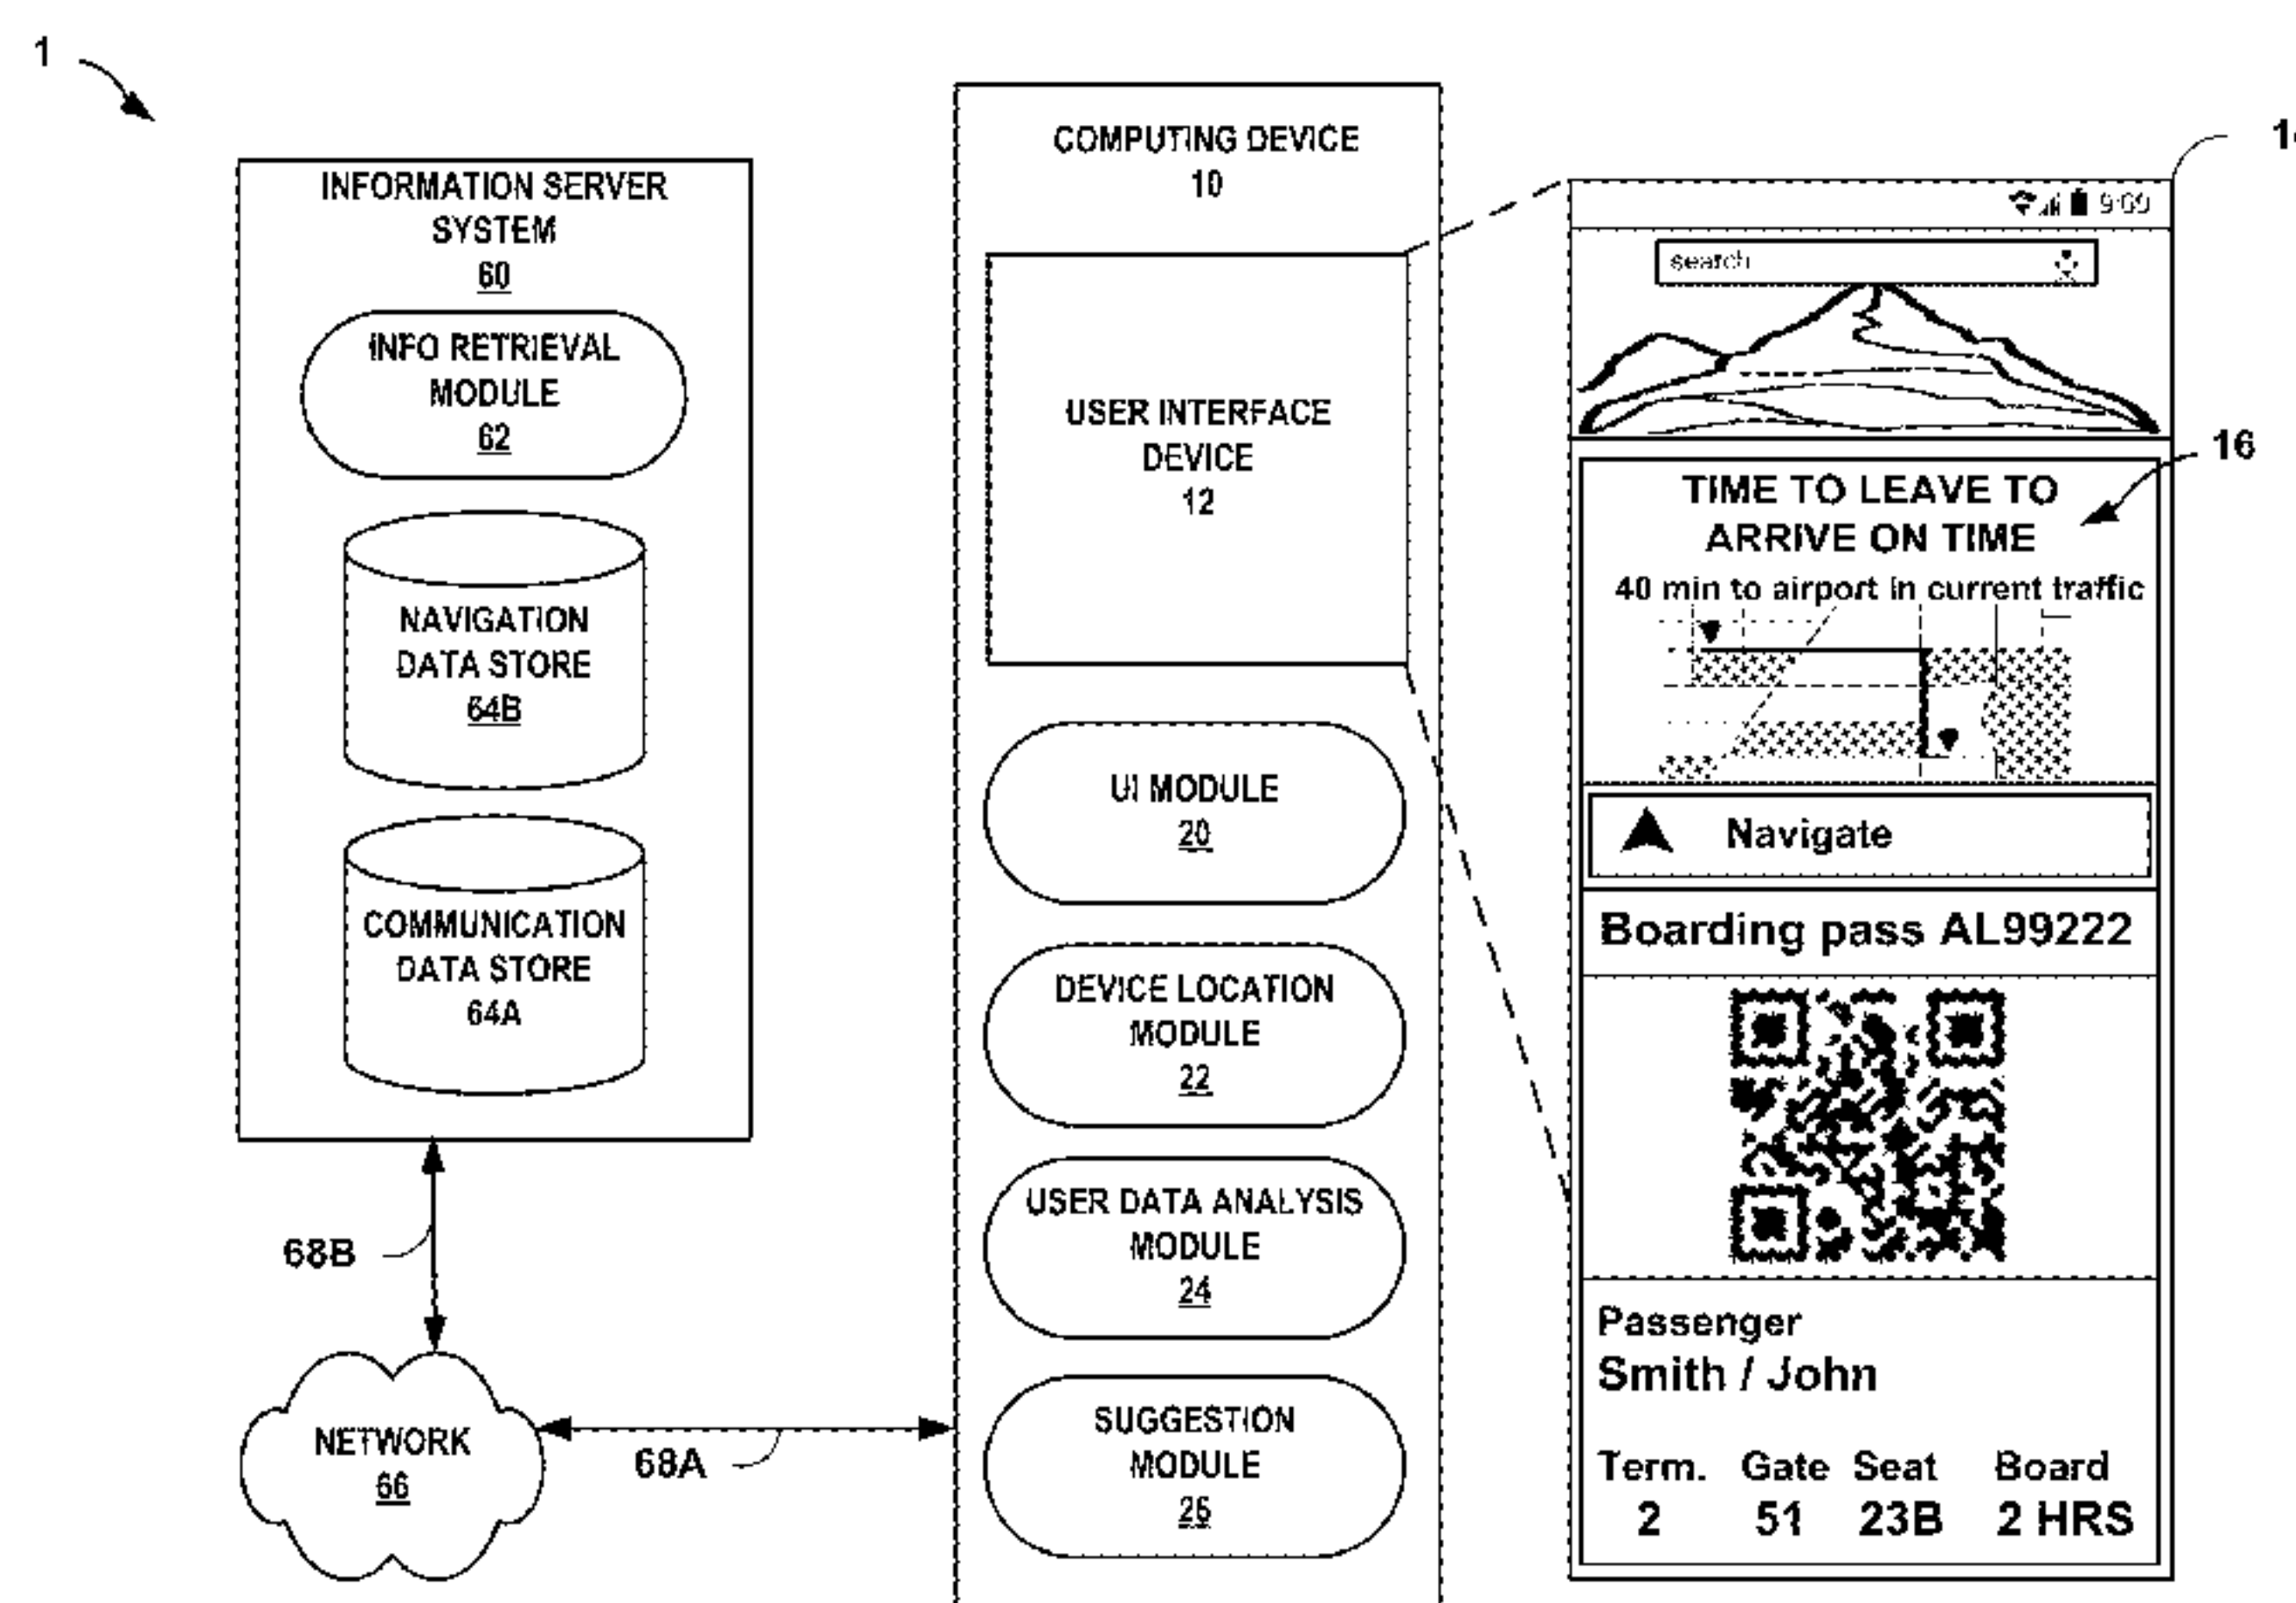 1
INFORMATION SERVER
SYSTEM
60
INFO RETRIEVAL
MODULE
62
NAVIGATION
DATA STORE
64B
COMMUNICATION
DATA STORE
64A
68B
NETWORK
66
68A
COMPUTING DEVICE
10
USER INTERFACE
DEVICE
12
UI MODULE
20
DEVICE LOCATION
MODULE
22
USER DATA ANALYSIS
MODULE
24
SUGGESTION
MODULE
26
search
16
TIME TO LEAVE TO
ARRIVE ON TIME
40 min to airport in current traffic
Navigate
Boarding pass AL99222
Passenger
Smith / John
Term. Gate Seat Board
2 51 23B 2 HRS